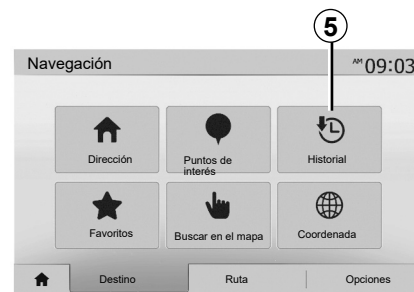 5
Navegación
AM 09:03
Dirección
Puntos de
interés
Historial
Favoritos
Buscar en el mapa
Coordenada
Destino
Ruta
Opciones